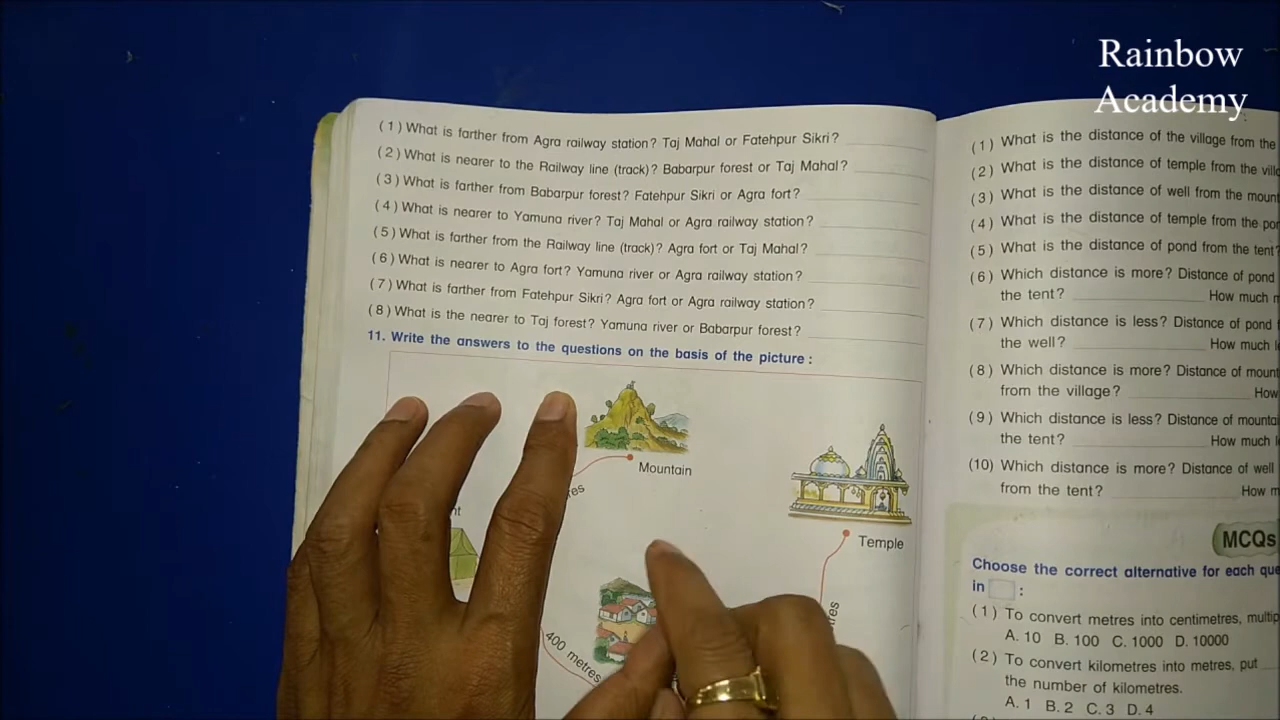 Rainbow
Academy
(1) What is farther from Agra railway station? Taj Mahal or Fatehpur Sikri?
(2) What is nearer to the Railway line (track)? Babarpur forest or Taj Mahal?
(3) What is farther from Babarpur forest? Fatehpur Sikri or Agra fort?
(4) What is nearer to Yamuna river? Taj Mahal or Agra railway station?
(5) What is farther from the Railway line (track)? Agra fort or Taj Mahal?
(6) What is nearer to Agra fort? Yamuna river or Agra railway station?
(7) What is farther from Fatehpur Sikri? Agra fort or Agra railway station?
(8) What is the nearer to Taj forest? Yamuna river or Babarpur forest?
11. Write the answers to the questions on the basis of the picture :
Mountain
Temple
400 metres
(1) What is the distance of the village from the
(2) What is the distance of temple from the
(3) What is the distance of well from the
(4) What is the distance of temple from the
(5) What is the distance of pond from the tent?
(6) Which distance is more? Distance of pond
the tent? How much
(7) Which distance is less? Distance of pond
the well? How much
(8) Which distance is more? Distance of
from the village? How
(9) Which distance is less? Distance of
the tent? How much
(10) Which distance is more? Distance of well
from the tent? How
MCQs
Choose the correct alternative for each
in :
(1) To convert metres into centimetres,
A. 10 B. 100 C. 1000 D. 10000
(2) To convert kilometres into metres, put
the number of kilometres.
A. 1 B. 2 C. 3 D. 4